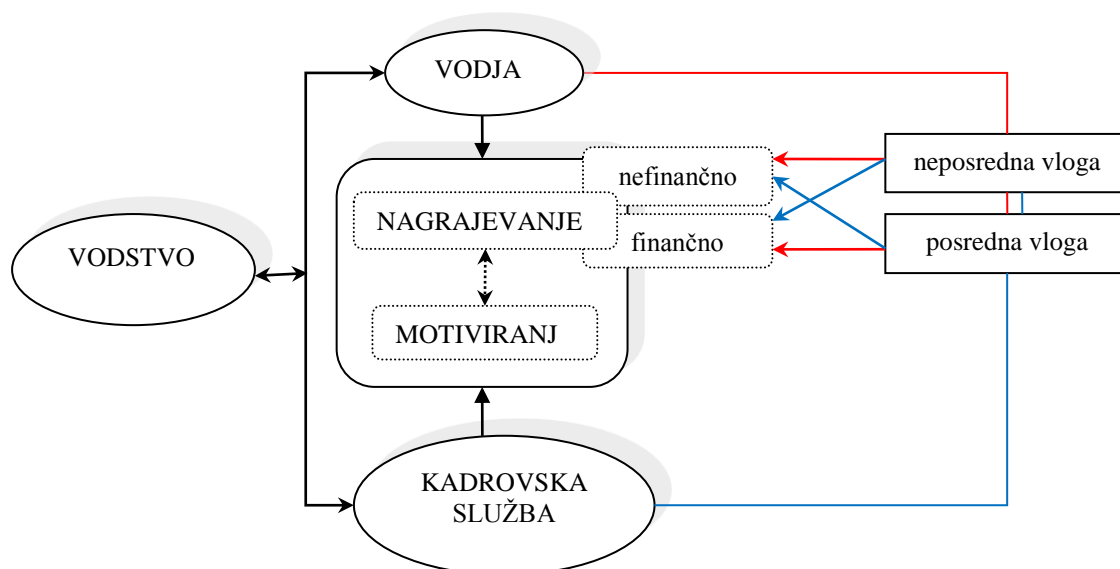 VODJA
nefinančno
neposredna vloga
NAGRAJEVANJE
finančno
posredna vloga
VODSTVO
MOTIVIRANJ
KADROVSKA
SLUŽBA